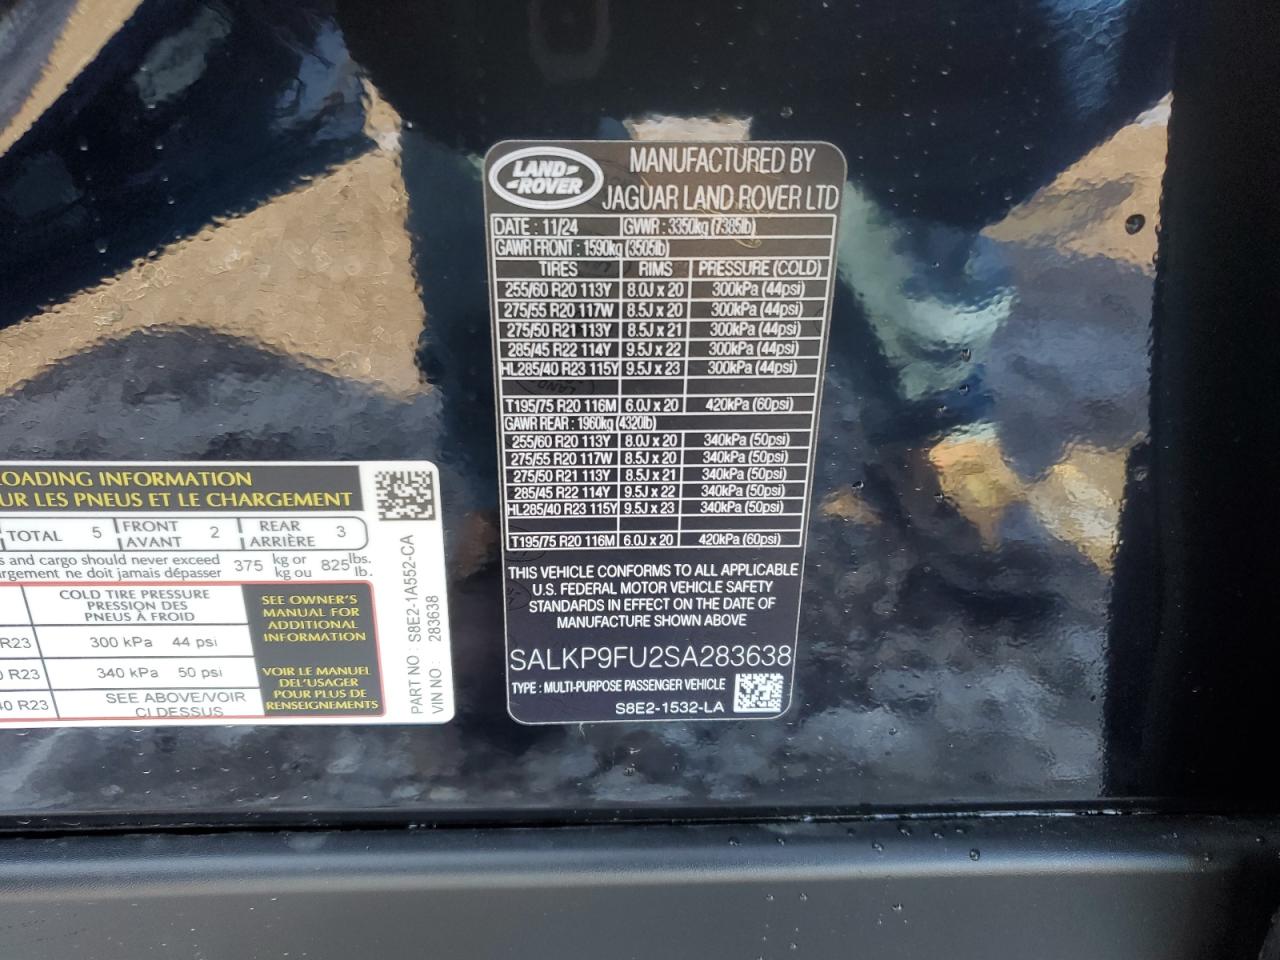 LAND ROVER
MANUFACTURED BY
JAGUAR LAND ROVER LTD
DATE : 11/24 GVWR : 3350kg (7385lb)
GAWR FRONT : 1590kg (3505lb)
TIRES RIMS PRESSURE (COLD)
255/60 R20 113Y 8.0J x 20 300kPa (44psi)
275/55 R20 117W 8.5J x 20 300kPa (44psi)
275/50 R21 113Y 8.5J x 21 300kPa (44psi)
285/45 R22 114Y 9.5J x 22 300kPa (44psi)
HL285/40 R23 115Y 9.5J x 23 300kPa (44psi)
T195/75 R20 116M 6.0J x 20 420kPa (60psi)
GAWR REAR : 1960kg (4320lb)
255/60 R20 113Y 8.0J x 20 340kPa (50psi)
275/55 R20 117W 8.5J x 20 340kPa (50psi)
275/50 R21 113Y 8.5J x 21 340kPa (50psi)
285/45 R22 114Y 9.5J x 22 340kPa (50psi)
HL285/40 R23 115Y 9.5J x 23 340kPa (50psi)
T195/75 R20 116M 6.0J x 20 420kPa (60psi)
THIS VEHICLE CONFORMS TO ALL APPLICABLE
U.S. FEDERAL MOTOR VEHICLE SAFETY
STANDARDS IN EFFECT ON THE DATE OF
MANUFACTURE SHOWN ABOVE
SALKP9FU2SA283638
TYPE : MULTI-PURPOSE PASSENGER VEHICLE
S8E2-1532-LA
OADING INFORMATION
UR LES PNEUS ET LE CHARGEMENT
TOTAL 5 FRONT AVANT 2 REAR ARRIÈRE 3
s and cargo should never exceed 375 kg or 825 lbs.
rgement ne doit jamais dépasser kg ou lb.
COLD TIRE PRESSURE
PRESSION DES
PNEUS À FROID
R23 300 kPa 44 psi
0 R23 340 kPa 50 psi
40 R23 SEE ABOVE/VOIR
CI DESSUS
SEE OWNER'S
MANUAL FOR
ADDITIONAL
INFORMATION
VOIR LE MANUEL
DE L'USAGER
POUR PLUS DE
RENSEIGNEMENTS
PART NO : S8E2-1A552-CA
VIN NO : 283638